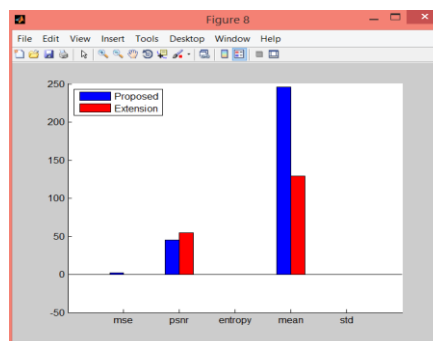 Figure 8
File Edit View Insert Tools Desktop Window Help
250
200
150
100
50
0
-50
Proposed
Extension
mse psnr entropy mean std